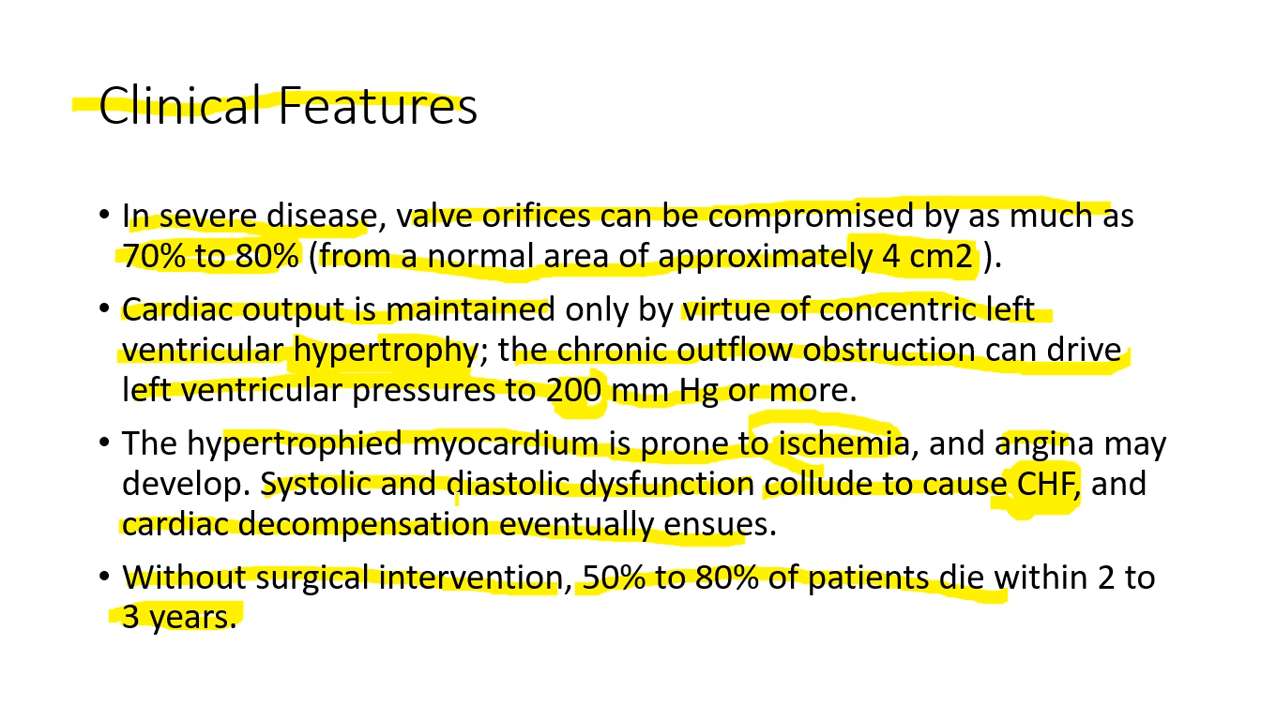 Clinical Features
• In severe disease, valve orifices can be compromised by as much as
70% to 80% (from a normal area of approximately 4 cm2 ).
• Cardiac output is maintained only by virtue of concentric left
ventricular hypertrophy; the chronic outflow obstruction can drive
left ventricular pressures to 200 mm Hg or more.
• The hypertrophied myocardium is prone to ischemia, and angina may
develop. Systolic and diastolic dysfunction collude to cause CHF, and
cardiac decompensation eventually ensues.
• Without surgical intervention, 50% to 80% of patients die within 2 to
3 years.